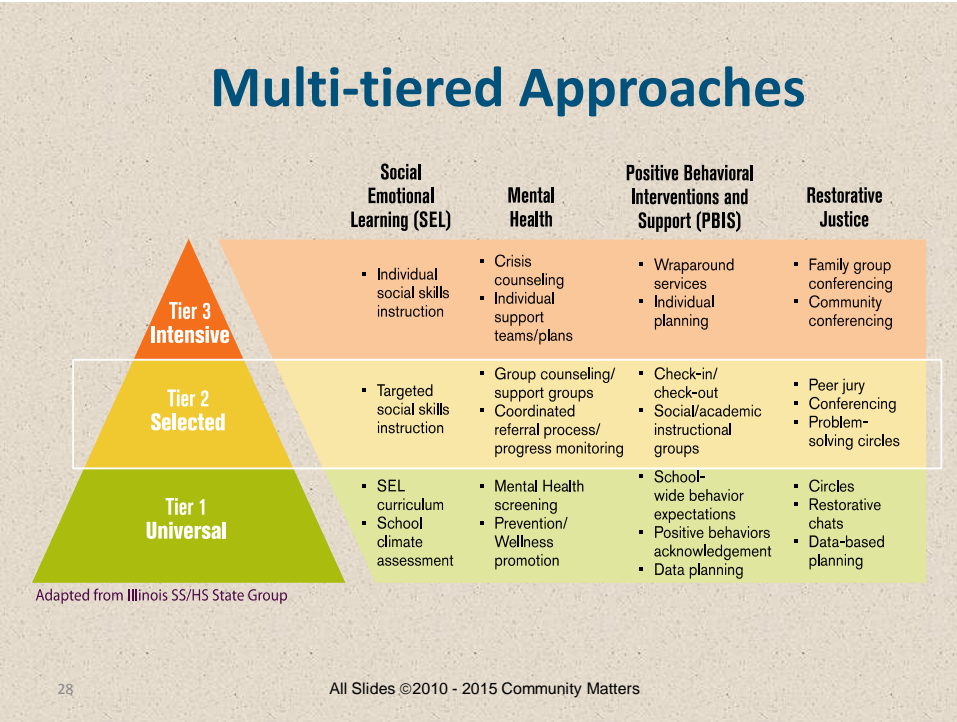 Multi-tiered Approaches
Social
Emotional
Learning (SEL)
Mental
Health
Positive Behavioral
Interventions and
Support (PBIS)
Restorative
Justice
Tier 3
Intensive
▪ Individual
social skills
instruction
▪ Crisis
counseling
▪ Individual
support
teams/plans
▪ Wraparound
services
▪ Individual
planning
▪ Family group
conferencing
▪ Community
conferencing
Tier 2
Selected
▪ Targeted
social skills
instruction
▪ Group counseling/
support groups
▪ Coordinated
referral process/
progress monitoring
▪ Check-in/
check-out
▪ Social/academic
instructional
groups
▪ Peer jury
▪ Conferencing
▪ Problem-
solving circles
Tier 1
Universal
▪ SEL
curriculum
▪ School
climate
assessment
▪ Mental Health
screening
▪ Prevention/
Wellness
promotion
▪ School-
wide behavior
expectations
▪ Positive behaviors
acknowledgement
▪ Data planning
▪ Circles
▪ Restorative
chats
▪ Data-based
planning
Adapted from Illinois SS/HS State Group
28
All Slides ©2010 - 2015 Community Matters